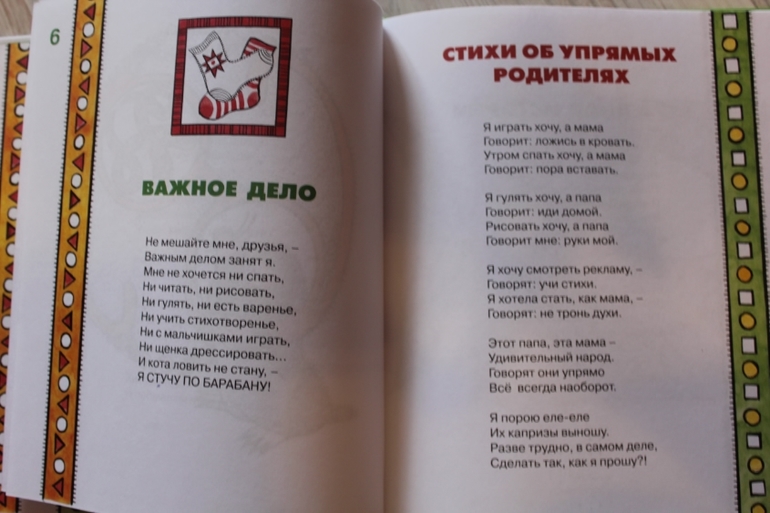 6
ВАЖНОЕ ДЕЛО
Не мешайте мне, друзья, –
Важным делом занят я.
Мне не хочется ни спать,
Ни читать, ни рисовать,
Ни гулять, ни есть варенье,
Ни учить стихотворенье,
Ни с мальчишками играть,
Ни щенка дрессировать...
И кота ловить не стану, –
Я СТУЧУ ПО БАРАБАНУ!
СТИХИ ОБ УПРЯМЫХ
РОДИТЕЛЯХ
Я играть хочу, а мама
Говорит: ложись в кровать.
Утром спать хочу, а мама
Говорит: пора вставать.
Я гулять хочу, а папа
Говорит: иди домой.
Рисовать хочу, а папа
Говорит мне: руки мой.
Я хочу смотреть рекламу, –
Говорят: учи стихи.
Я хотела стать, как мама, –
Говорят: не тронь духи.
Этот папа, эта мама –
Удивительный народ.
Говорят они упрямо
Всё всегда наоборот.
Я порою еле-еле
Их капризы выношу.
Разве трудно, в самом деле,
Сделать так, как я прошу?!